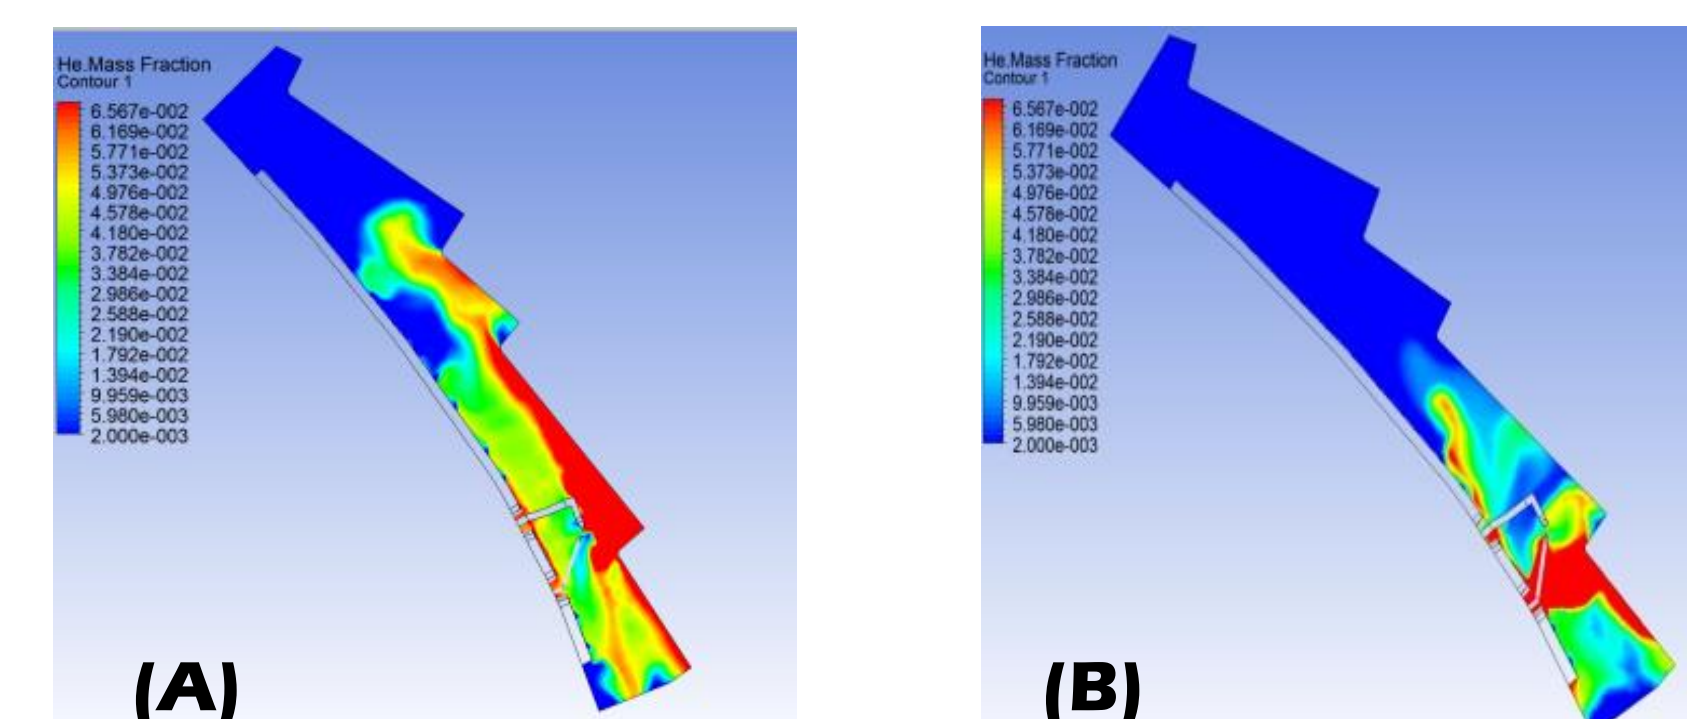 He.Mass Fraction
Contour 1
6.567e-002
6.169e-002
5.771e-002
5.373e-002
4.976e-002
4.578e-002
4.180e-002
3.782e-002
3.384e-002
2.986e-002
2.588e-002
2.190e-002
1.792e-002
1.394e-002
9.959e-003
5.980e-003
2.000e-003
(A)
He.Mass Fraction
Contour 1
6.567e-002
6.169e-002
5.771e-002
5.373e-002
4.976e-002
4.578e-002
4.180e-002
3.782e-002
3.384e-002
2.986e-002
2.588e-002
2.190e-002
1.792e-002
1.394e-002
9.959e-003
5.980e-003
2.000e-003
(B)